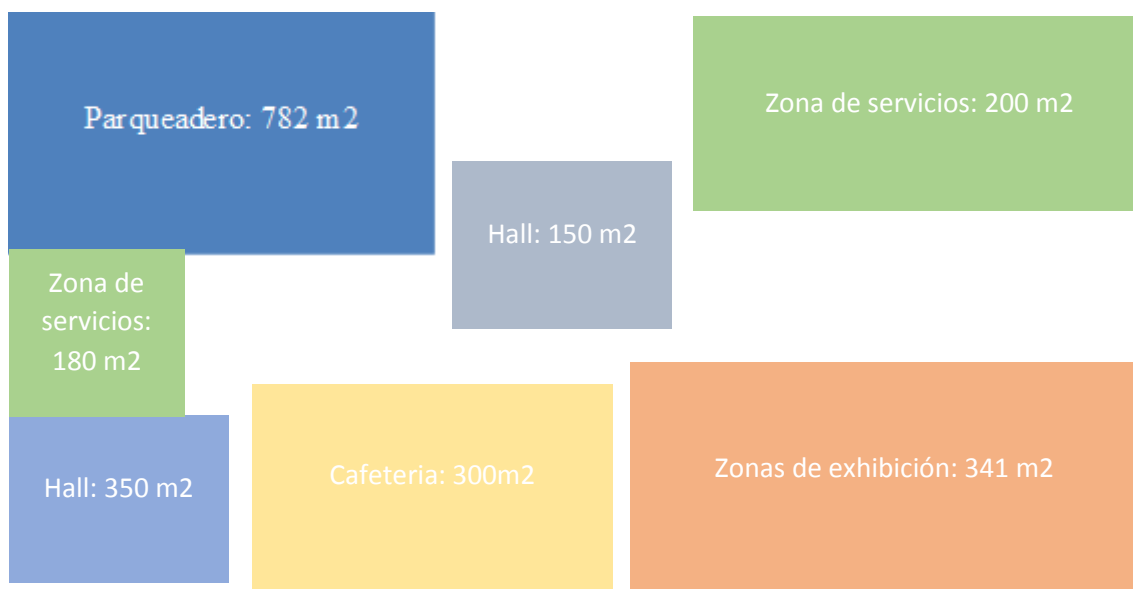 Parqueadero: 782 m2
Zona de servicios: 200 m2
Hall: 150 m2
Zona de
servicios:
180 m2
Hall: 350 m2
Cafeteria: 300m2
Zonas de exhibición: 341 m2